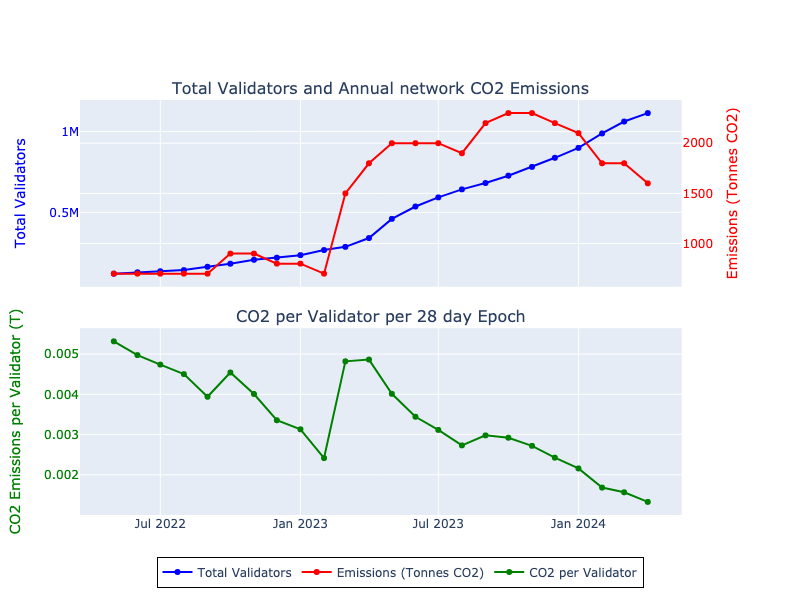 Total Validators and Annual network CO2 Emissions
Total Validators
1M
0.5M
2000
1500
1000
Emissions (Tonnes CO2)
CO2 per Validator per 28 day Epoch
CO2 Emissions per Validator (T)
0.005
0.004
0.003
0.002
Jul 2022
Jan 2023
Jul 2023
Jan 2024
Total Validators
Emissions (Tonnes CO2)
CO2 per Validator